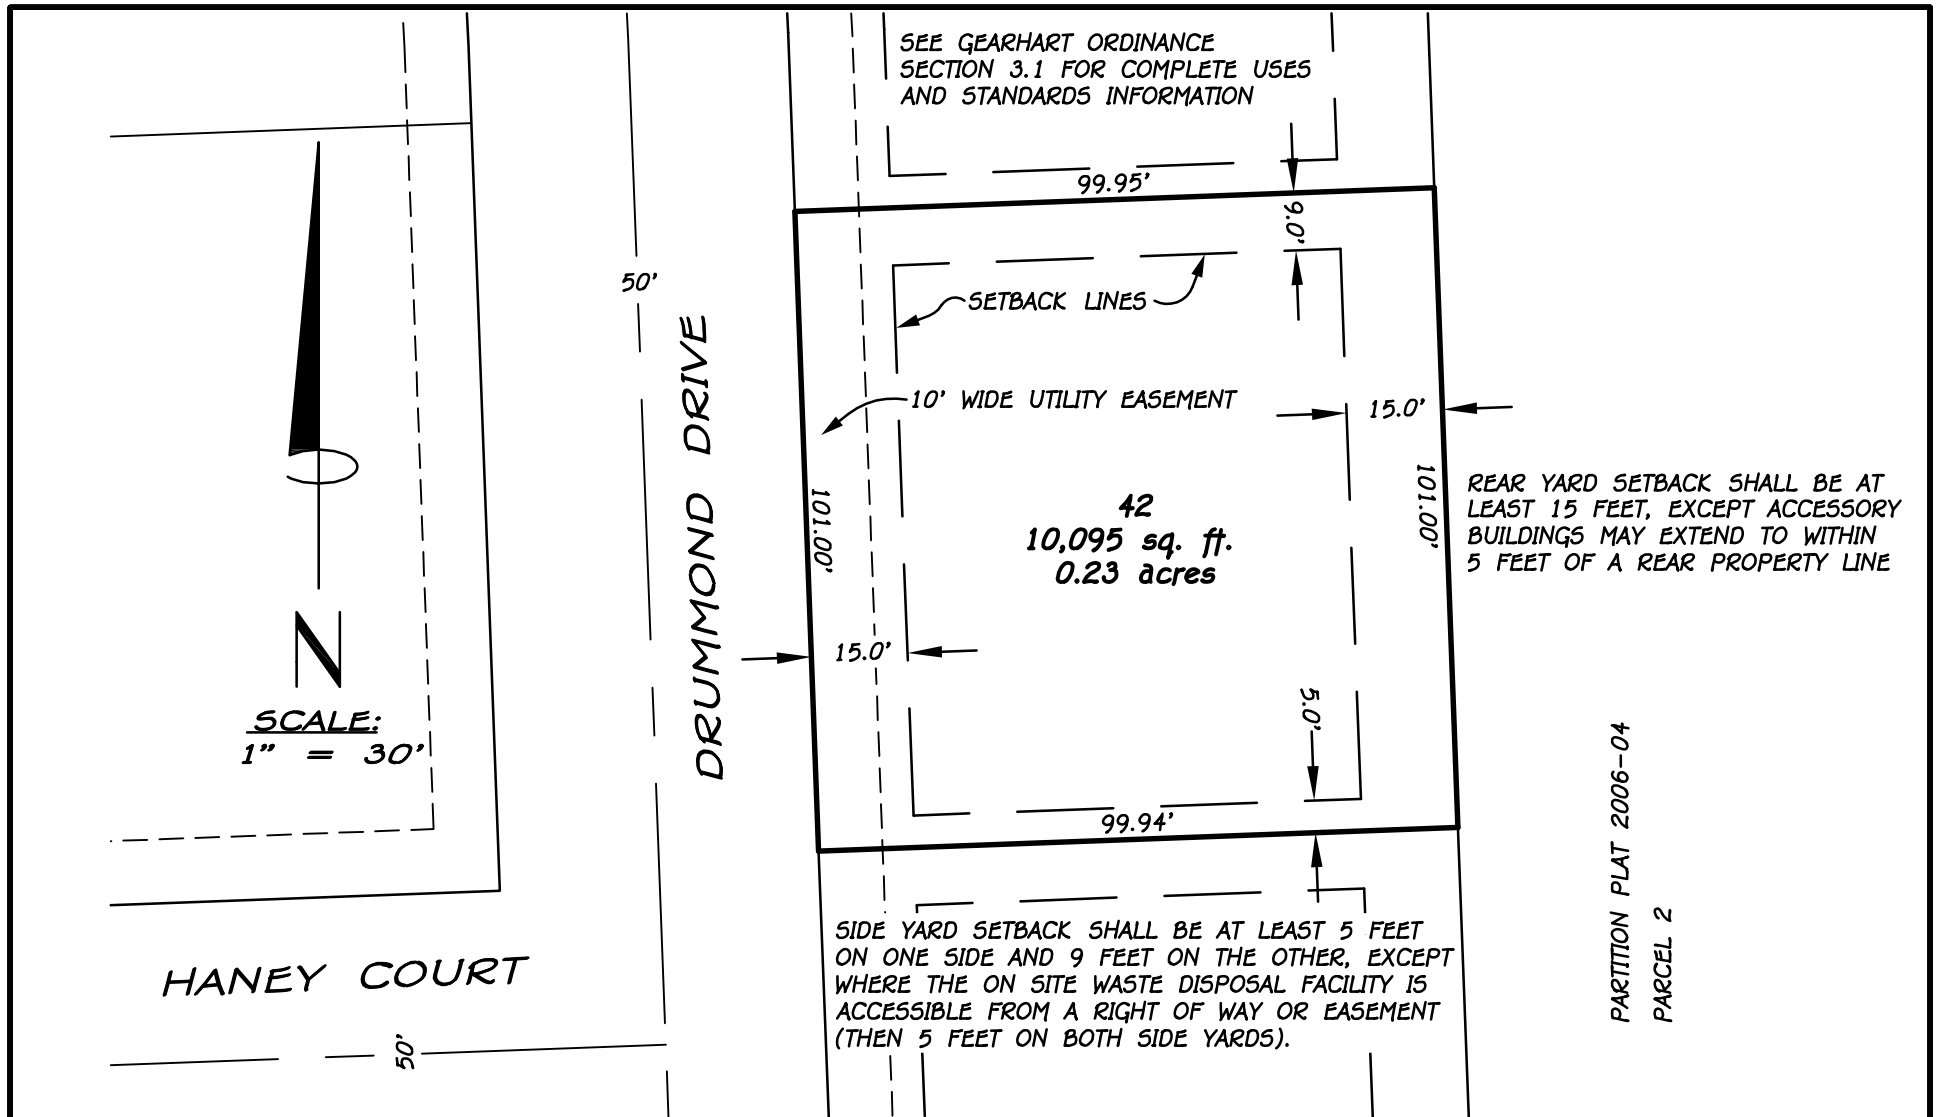 SEE GEARHART ORDINANCE
SECTION 3.1 FOR COMPLETE USES
AND STANDARDS INFORMATION
99.95'
9.0'
50'
SETBACK LINES
DRUMMOND DRIVE
10' WIDE UTILITY EASEMENT
15.0'
101.00'
101.00'
42
10,095 sq. ft.
0.23 acres
REAR YARD SETBACK SHALL BE AT
LEAST 15 FEET, EXCEPT ACCESSORY
BUILDINGS MAY EXTEND TO WITHIN
5 FEET OF A REAR PROPERTY LINE
15.0'
N
SCALE:
1" = 30'
5.0'
99.94'
PARTITION PLAT 2006-04
PARCEL 2
HANEY COURT
50'
SIDE YARD SETBACK SHALL BE AT LEAST 5 FEET
ON ONE SIDE AND 9 FEET ON THE OTHER, EXCEPT
WHERE THE ON SITE WASTE DISPOSAL FACILITY IS
ACCESSIBLE FROM A RIGHT OF WAY OR EASEMENT
(THEN 5 FEET ON BOTH SIDE YARDS).